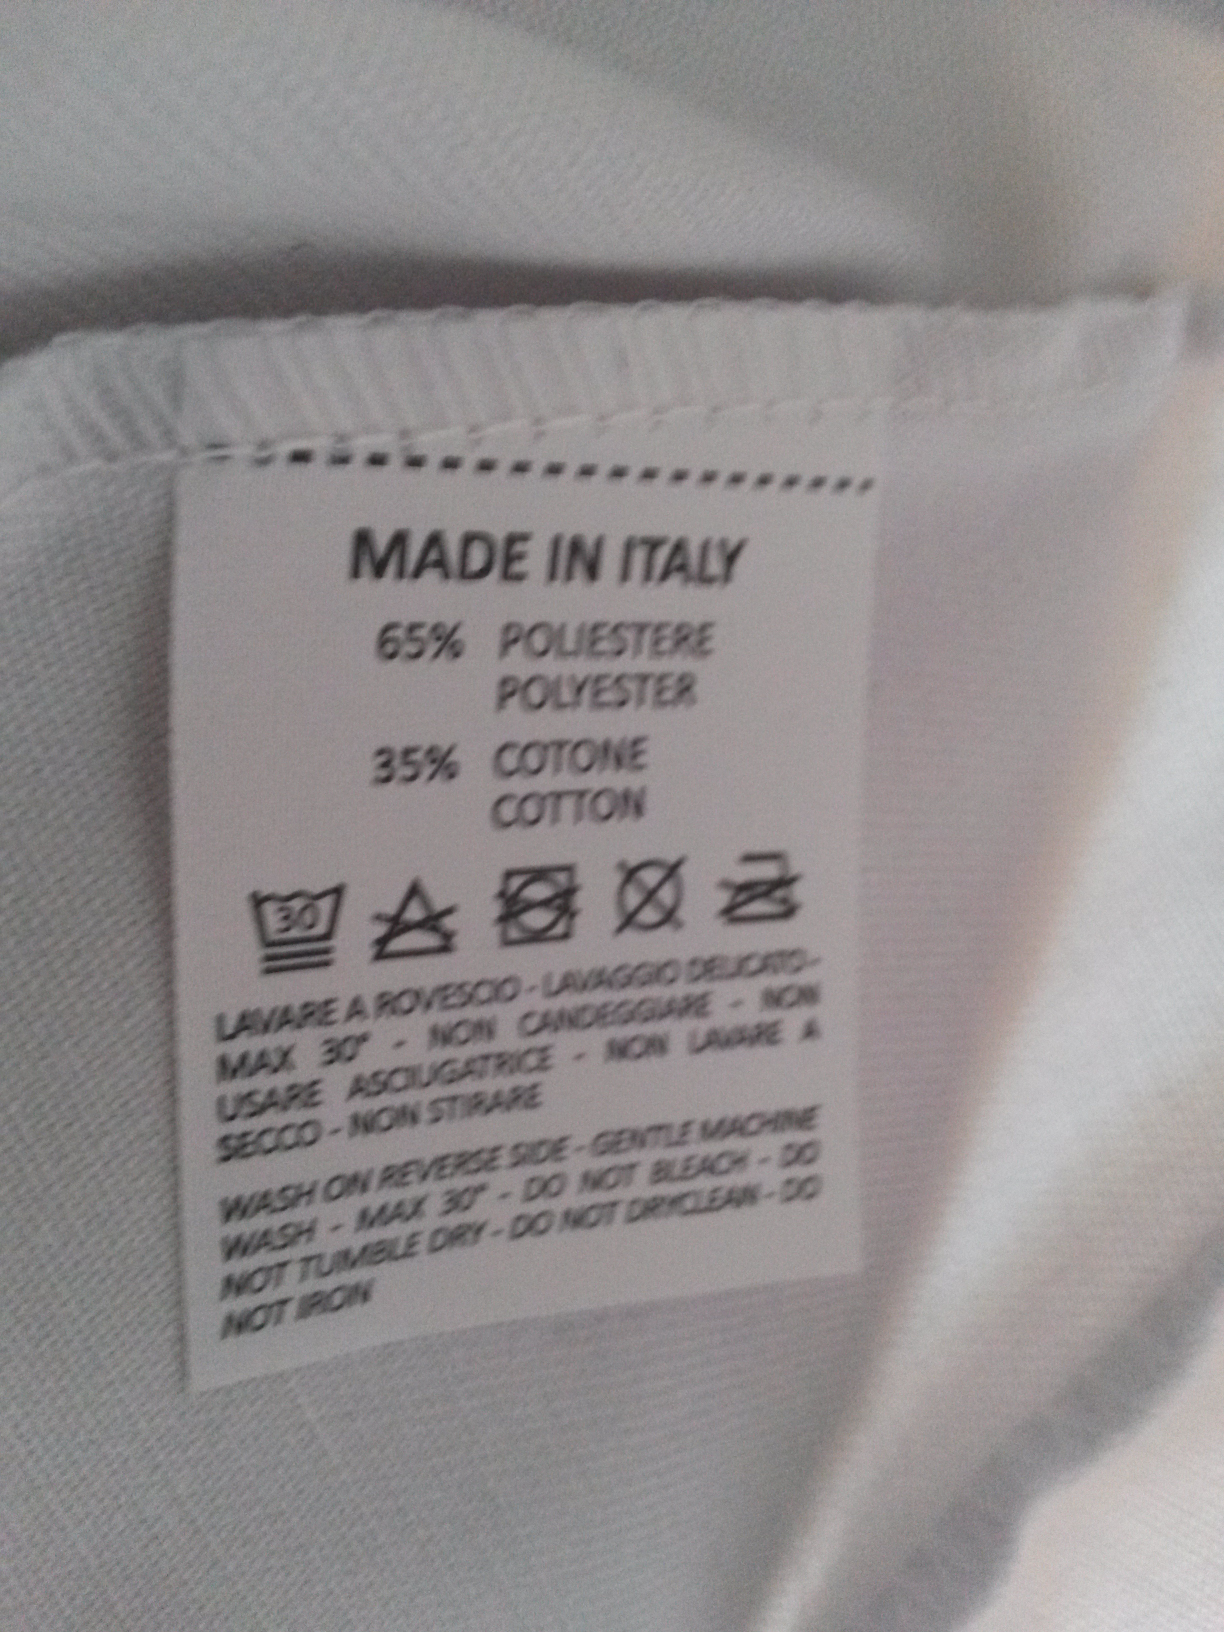 MADE IN ITALY
65% POLIESTERE
POLYESTER
35% COTONE
COTTON
30
LAVARE A ROVESCIO - LAVAGGIO DELICATO -
MAX 30° - NON CANDEGGIARE - NON
USARE ASCIUGATRICE - NON LAVARE A
SECCO - NON STIRARE
WASH ON REVERSE SIDE - GENTLE MACHINE
WASH - MAX 30° - DO NOT BLEACH - DO
NOT TUMBLE DRY - DO NOT DRYCLEAN - DO
NOT IRON